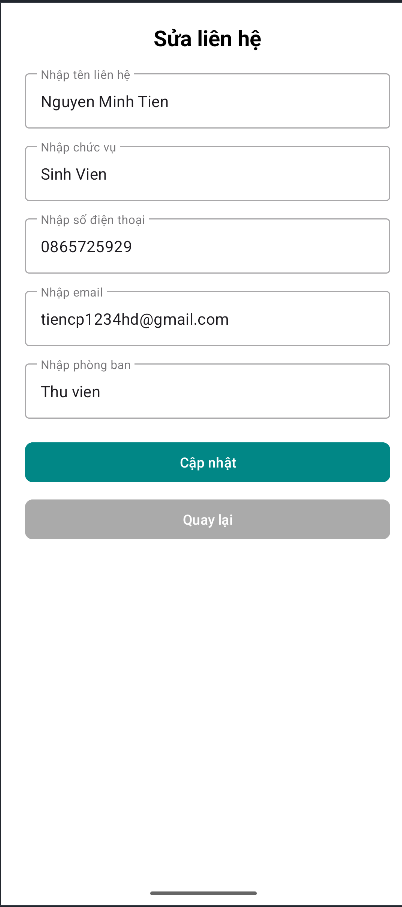 Sửa liên hệ
Nhập tên liên hệ
Nguyen Minh Tien
Nhập chức vụ
Sinh Vien
Nhập số điện thoại
0865725929
Nhập email
tiencp1234hd@gmail.com
Nhập phòng ban
Thu vien
Cập nhật
Quay lại